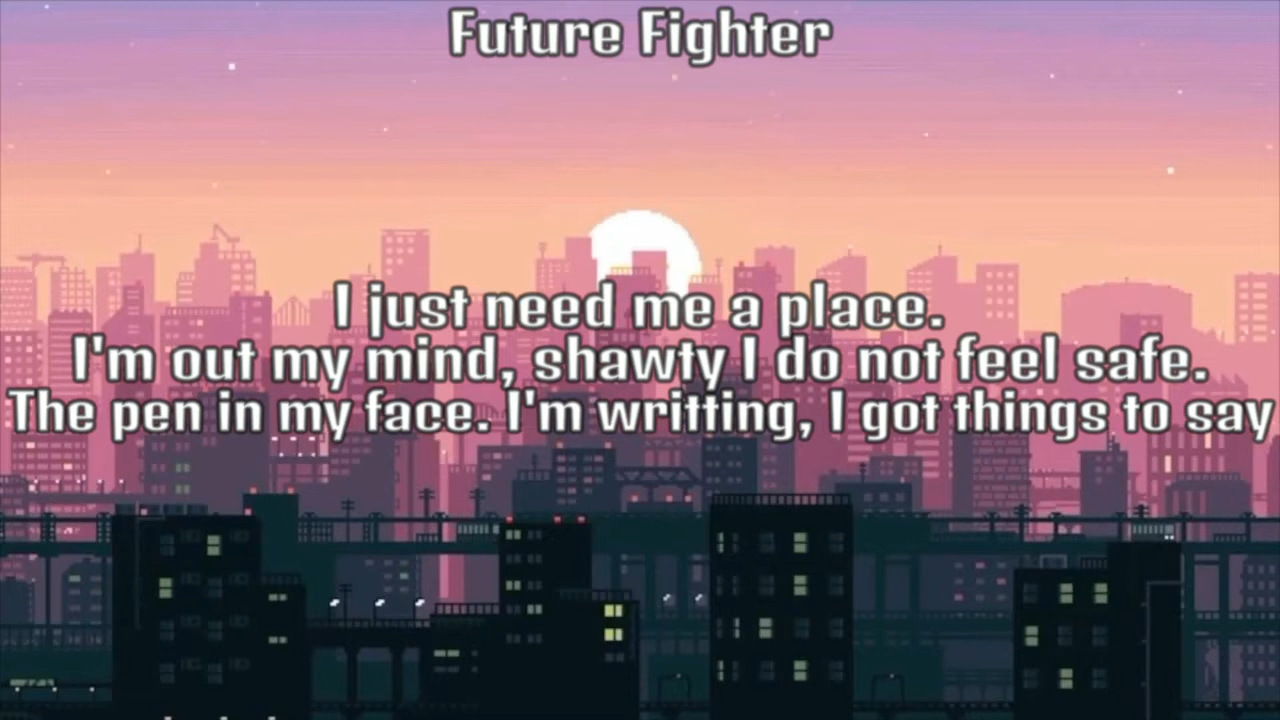 Future Fighter
I just need me a place.
I'm out my mind, shawty I do not feel safe.
The pen in my face. I'm writting, I got things to say